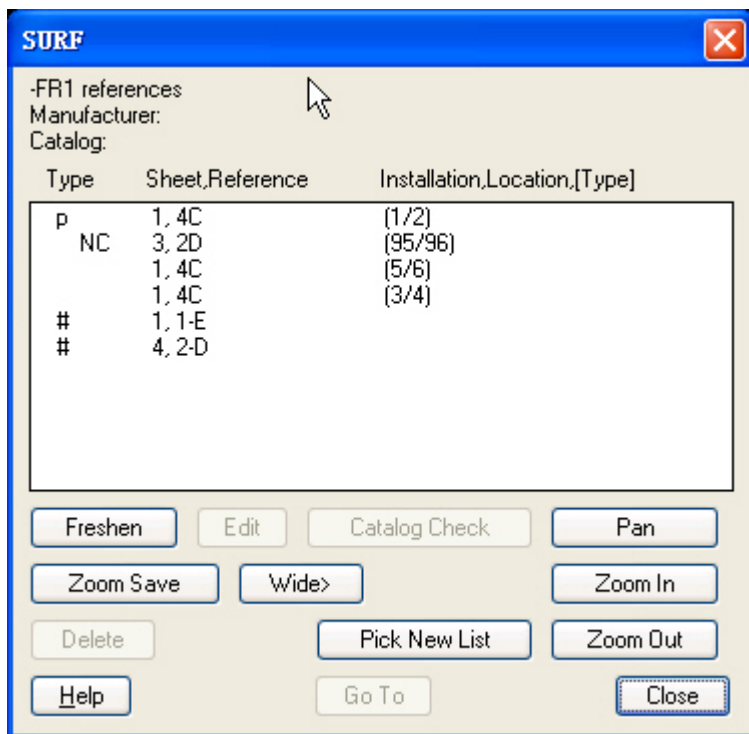 SURF
-FR1 references
Manufacturer:
Catalog:
Type Sheet,Reference Installation,Location,[Type]
p 1, 4C (1/2)
NC 3, 2D (95/96)
1, 4C (5/6)
1, 4C (3/4)
# 1, 1-E
# 4, 2-D
Freshen Edit Catalog Check Pan
Zoom Save Wide> Zoom In
Delete Pick New List Zoom Out
Help Go To Close